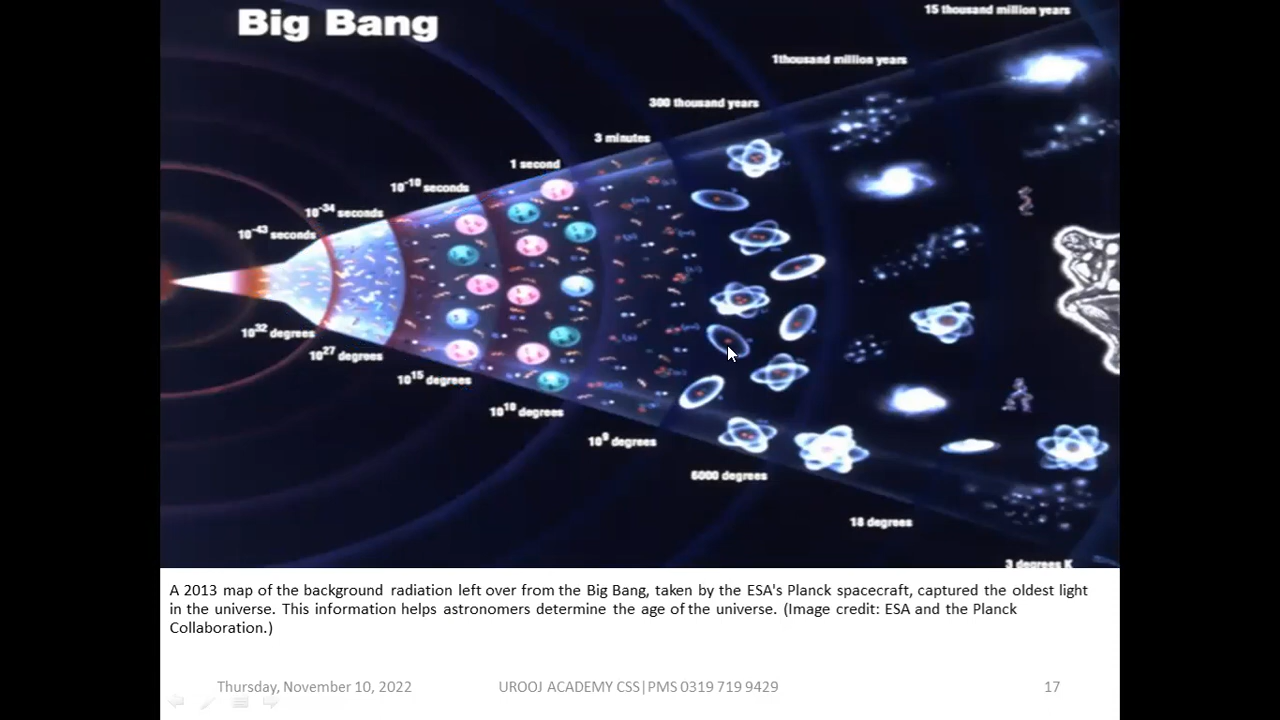 Big Bang
15 thousand million years
1thousand million years
300 thousand years
3 minutes
1 second
10⁻¹⁰ seconds
10⁻³⁴ seconds
10⁻⁴³ seconds
10³² degrees
10²⁷ degrees
10¹⁵ degrees
10¹⁰ degrees
10⁹ degrees
6000 degrees
18 degrees
3 degrees K
A 2013 map of the background radiation left over from the Big Bang, taken by the ESA's Planck spacecraft, captured the oldest light
in the universe. This information helps astronomers determine the age of the universe. (Image credit: ESA and the Planck
Collaboration.)
Thursday, November 10, 2022
UROOJ ACADEMY CSS|PMS 0319 719 9429
17